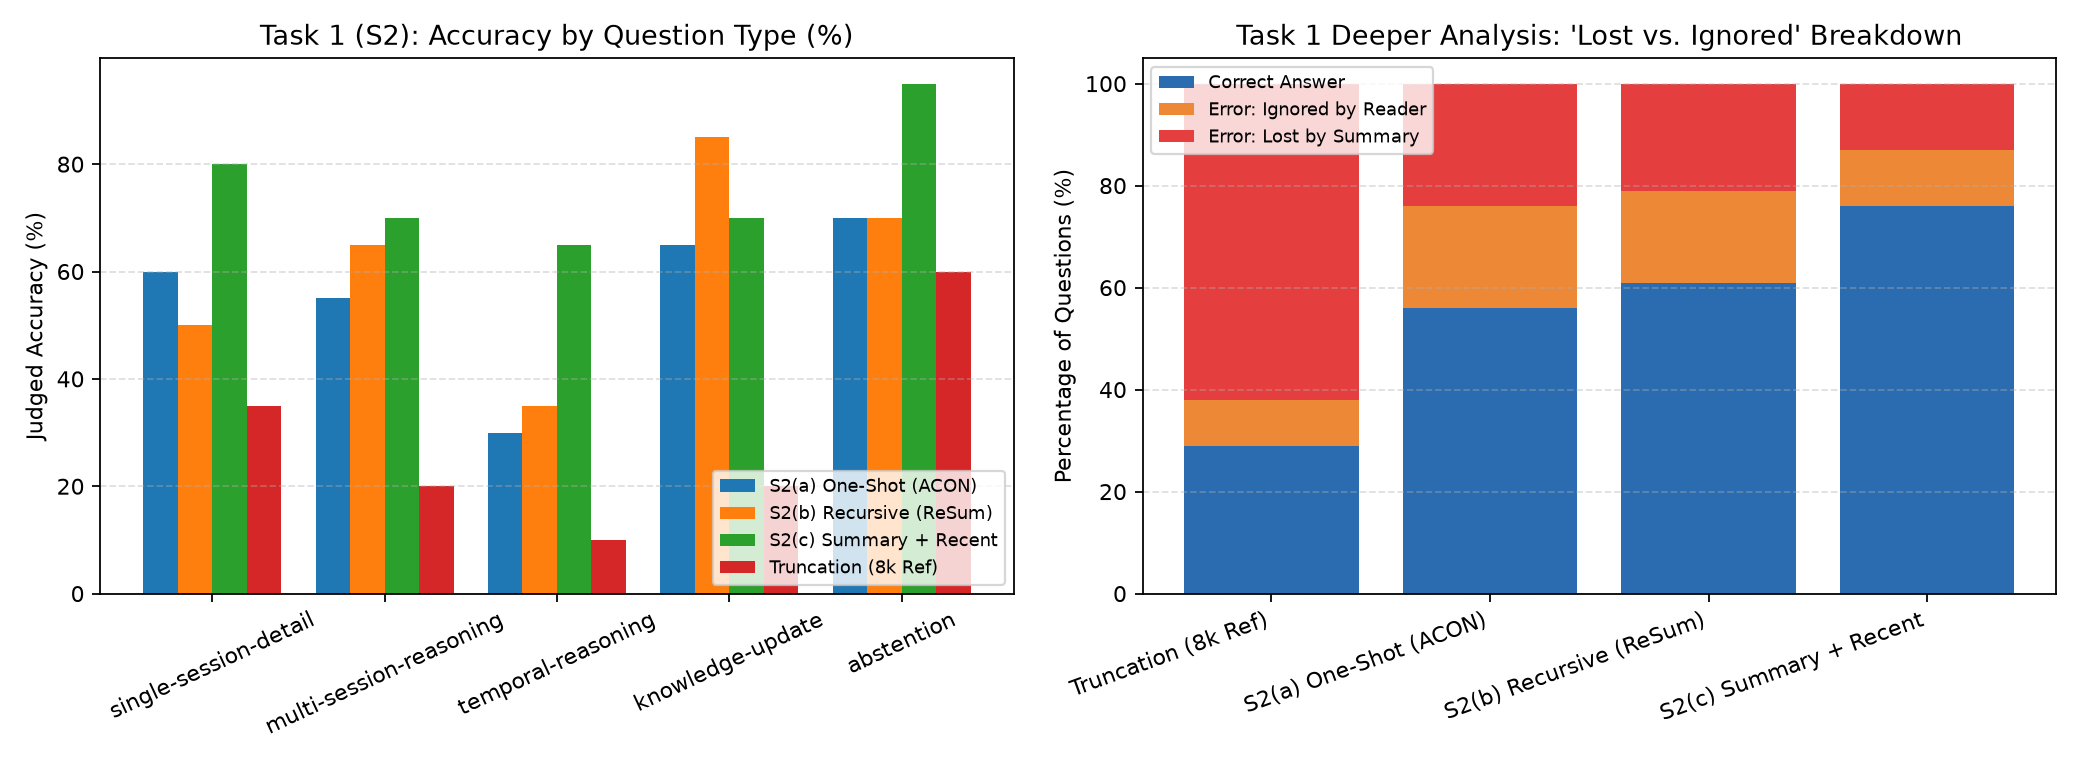 Task 1 (S2): Accuracy by Question Type (%)
Judged Accuracy (%)
80
60
40
20
0
single-session-detail
multi-session-reasoning
temporal-reasoning
knowledge-update
abstention
S2(a) One-Shot (ACON)
S2(b) Recursive (ReSum)
S2(c) Summary + Recent
Truncation (8k Ref)
Task 1 Deeper Analysis: 'Lost vs. Ignored' Breakdown
Percentage of Questions (%)
100
80
60
40
20
0
Correct Answer
Error: Ignored by Reader
Error: Lost by Summary
Truncation (8k Ref)
S2(a) One-Shot (ACON)
S2(b) Recursive (ReSum)
S2(c) Summary + Recent